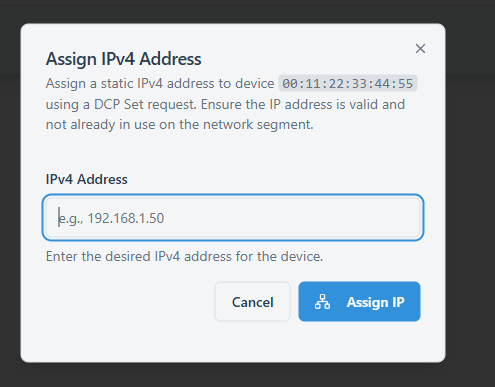 Assign IPv4 Address
Assign a static IPv4 address to device 00:11:22:33:44:55
using a DCP Set request. Ensure the IP address is valid and
not already in use on the network segment.
IPv4 Address
e.g., 192.168.1.50
Enter the desired IPv4 address for the device.
Cancel
Assign IP